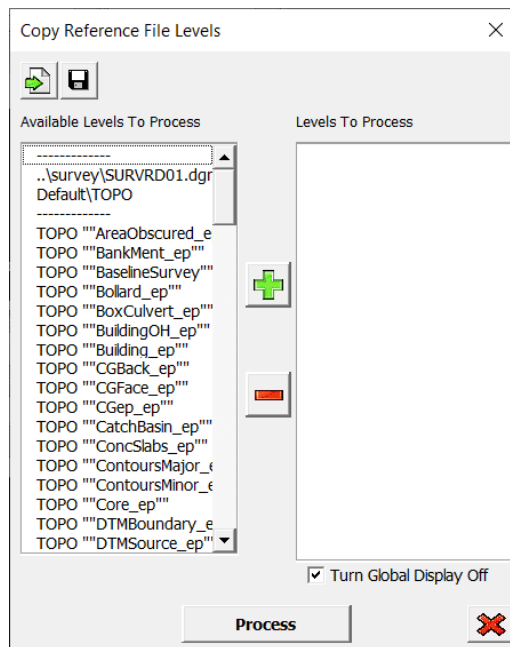 Copy Reference File Levels
Available Levels To Process
Levels To Process
-------------
..\survey\SURVRD01.dgr
Default\TOPO
-------------
TOPO ""AreaObscured_e
TOPO ""BankMent_ep""
TOPO ""BaselineSurvey""
TOPO ""Bollard_ep""
TOPO ""BoxCulvert_ep""
TOPO ""BuildingOH_ep""
TOPO ""Building_ep""
TOPO ""CGBack_ep""
TOPO ""CGFace_ep""
TOPO ""CGep_ep""
TOPO ""CatchBasin_ep""
TOPO ""ConcSlabs_ep""
TOPO ""ContoursMajor_e
TOPO ""ContoursMinor_e
TOPO ""Core_ep""
TOPO ""DTMBoundary_e
TOPO ""DTMSource_ep"
Turn Global Display Off
Process